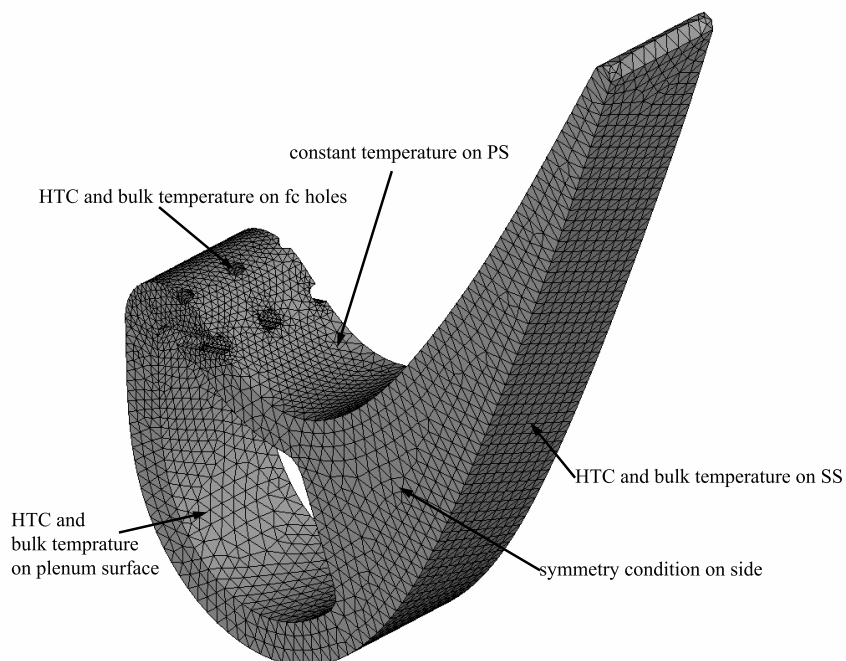 constant temperature on PS
HTC and bulk temperature on fc holes
HTC and bulk temperature on SS
HTC and
bulk temprature
on plenum surface
symmetry condition on side